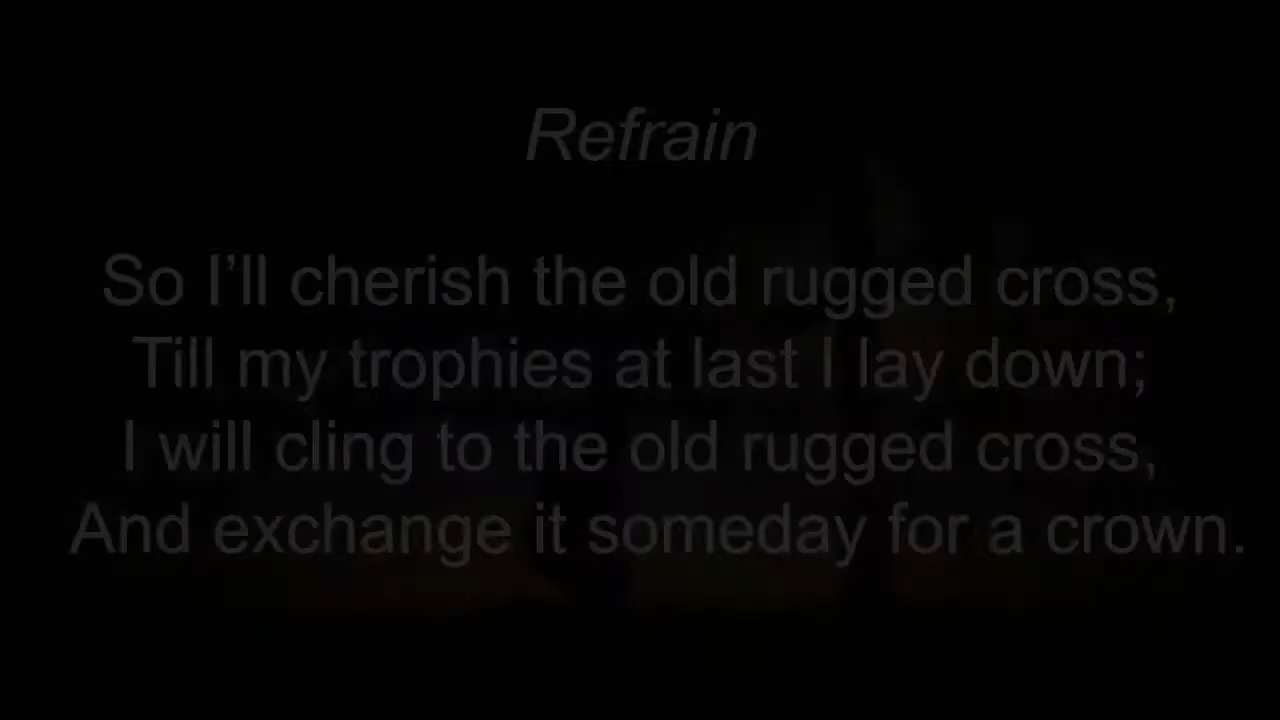 Refrain
So I’ll cherish the old rugged cross,
Till my trophies at last I lay down;
I will cling to the old rugged cross,
And exchange it someday for a crown.